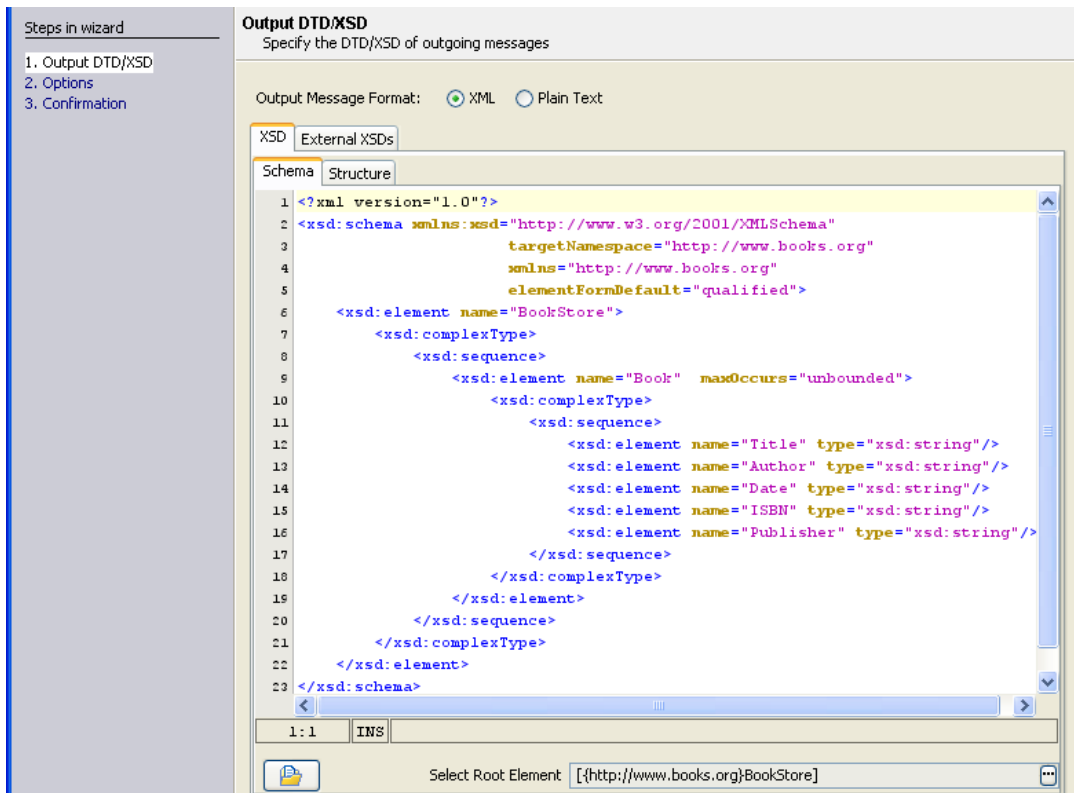 Steps in wizard
1. Output DTD/XSD
2. Options
3. Confirmation
Output DTD/XSD
Specify the DTD/XSD of outgoing messages
Output Message Format: XML Plain Text
XSD External XSDs
Schema Structure
1 <?xml version="1.0"?>
2 <xsd:schema xmlns:xsd="http://www.w3.org/2001/XMLSchema"
3 targetNamespace="http://www.books.org"
4 xmlns="http://www.books.org"
5 elementFormDefault="qualified">
6 <xsd:element name="BookStore">
7 <xsd:complexType>
8 <xsd:sequence>
9 <xsd:element name="Book" maxOccurs="unbounded">
10 <xsd:complexType>
11 <xsd:sequence>
12 <xsd:element name="Title" type="xsd:string"/>
13 <xsd:element name="Author" type="xsd:string"/>
14 <xsd:element name="Date" type="xsd:string"/>
15 <xsd:element name="ISBN" type="xsd:string"/>
16 <xsd:element name="Publisher" type="xsd:string"/>
17 </xsd:sequence>
18 </xsd:complexType>
19 </xsd:element>
20 </xsd:sequence>
21 </xsd:complexType>
22 </xsd:element>
23 </xsd:schema>
1:1 INS
Select Root Element [{http://www.books.org}BookStore]